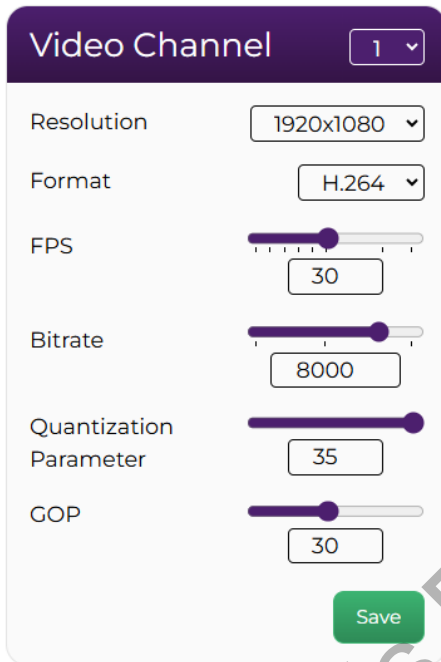 Video Channel 1
Resolution 1920x1080
Format H.264
FPS
30
Bitrate
8000
Quantization
Parameter 35
GOP
30
Save